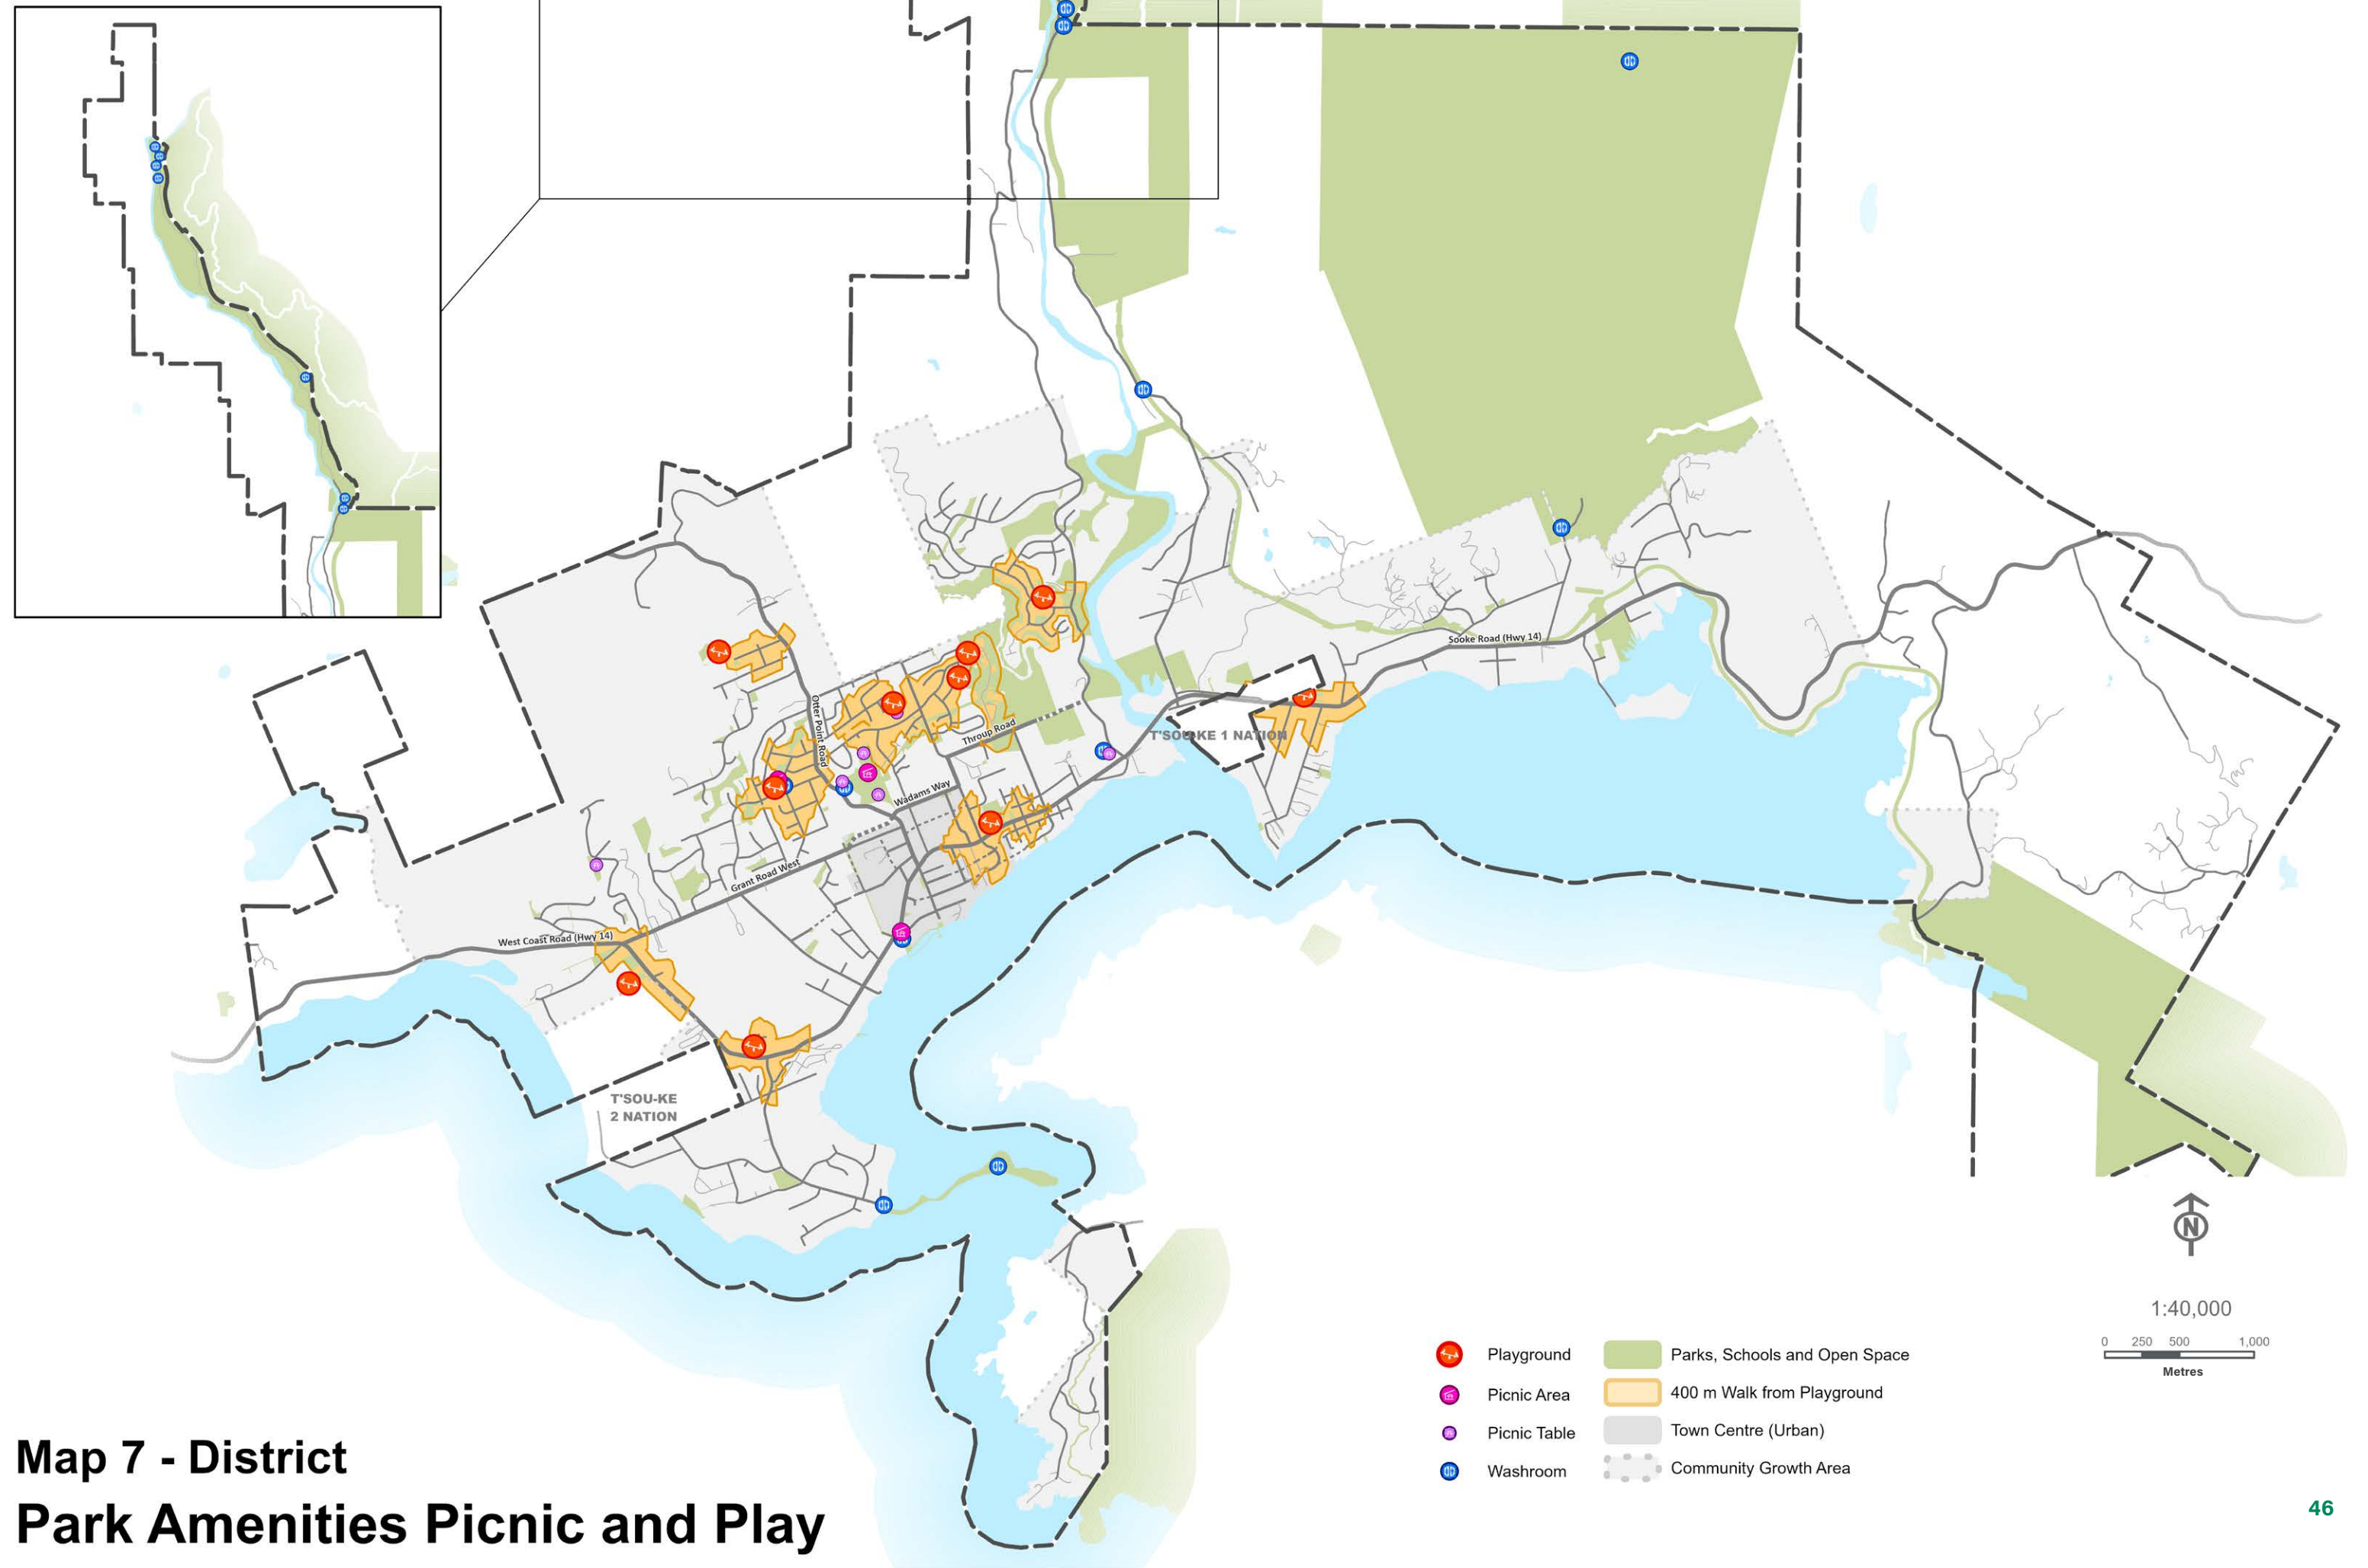 Otter Point Road
Throup Road
Sooke Road (Hwy 14)
T'SOU-KE 1 NATION
Wadams Way
Grant Road West
West Coast Road (Hwy 14)
T'SOU-KE
2 NATION
N
1:40,000
0 250 500 1,000
Metres
Playground
Picnic Area
Picnic Table
Washroom
Parks, Schools and Open Space
400 m Walk from Playground
Town Centre (Urban)
Community Growth Area
Map 7 - District
Park Amenities Picnic and Play
46